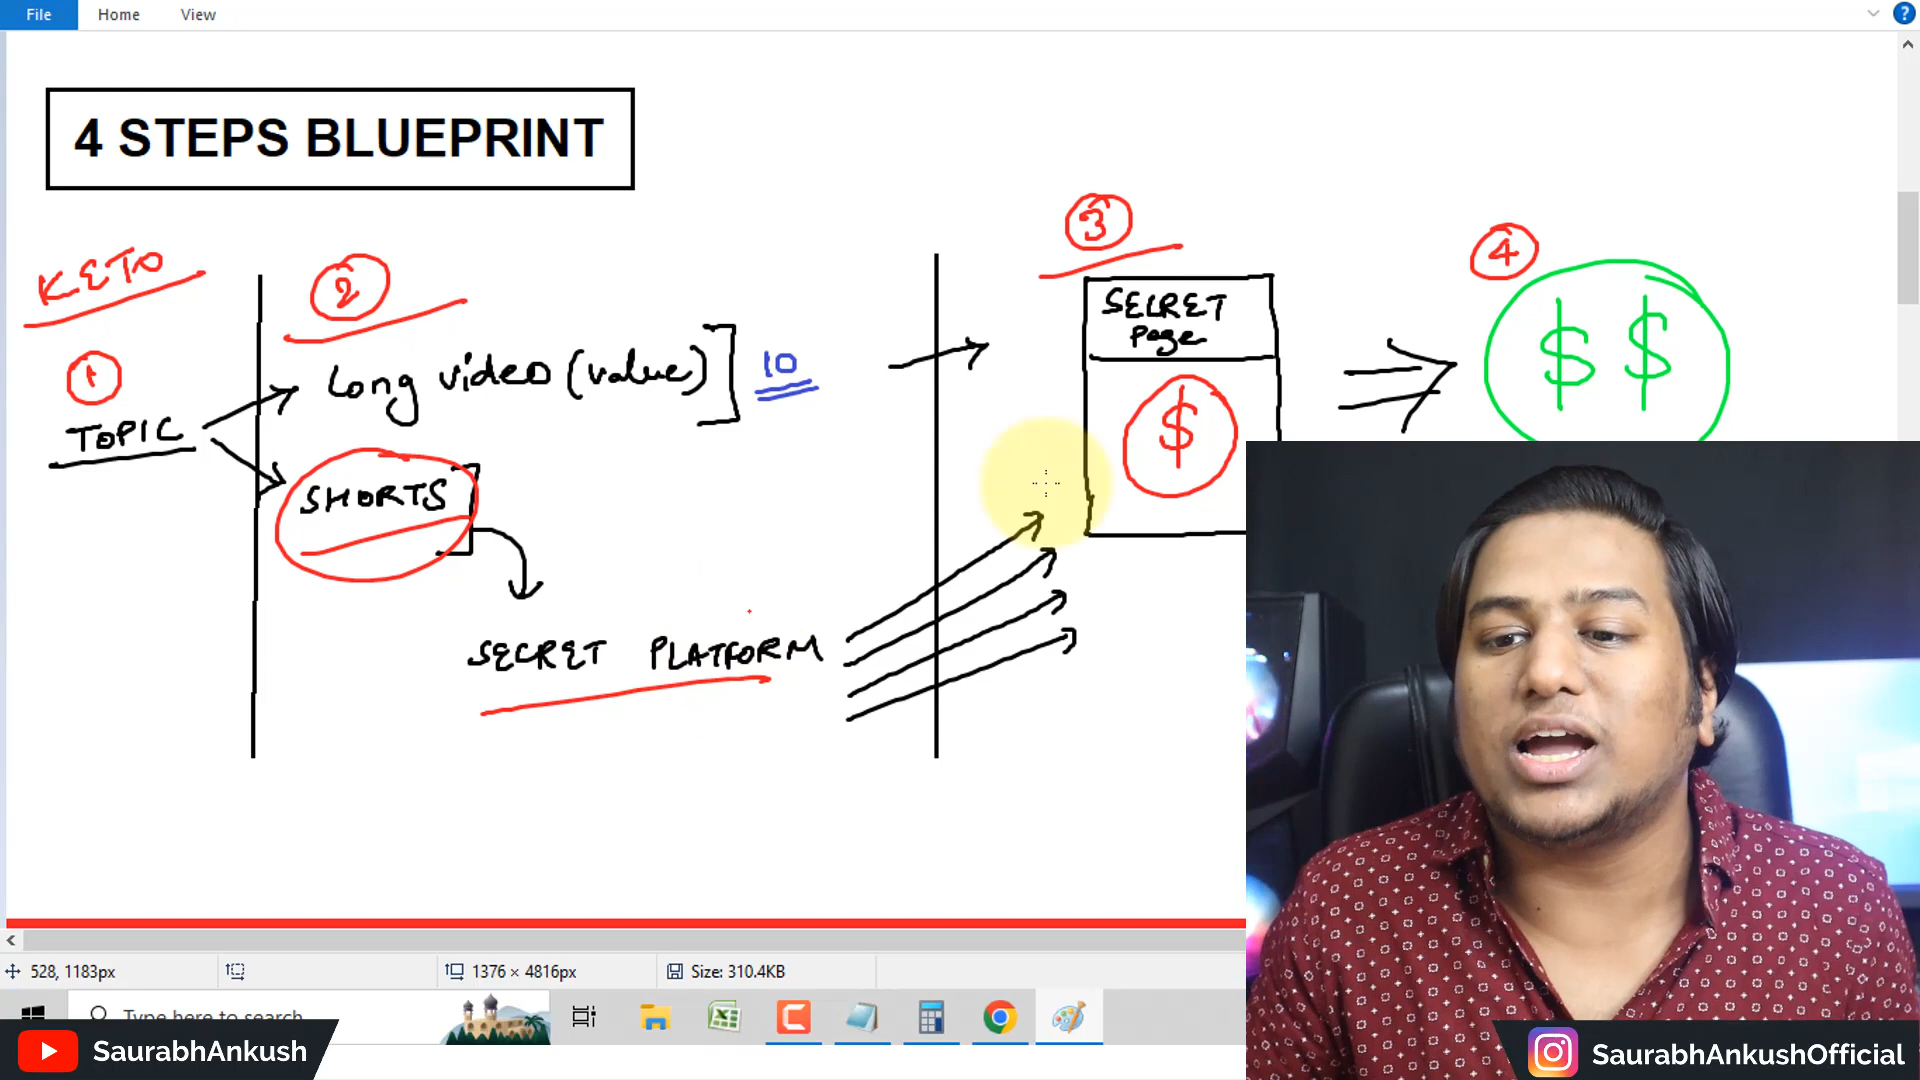 File Home View
4 STEPS BLUEPRINT
KETO
1
TOPIC
2
Long video (value) 10
SHORTS
SECRET PLATFORM
3
SECRET
Page
$
4
$ $
528, 1183px 1376 × 4816px Size: 310.4KB
Type here to search
SaurabhAnkush
SaurabhAnkushOfficial